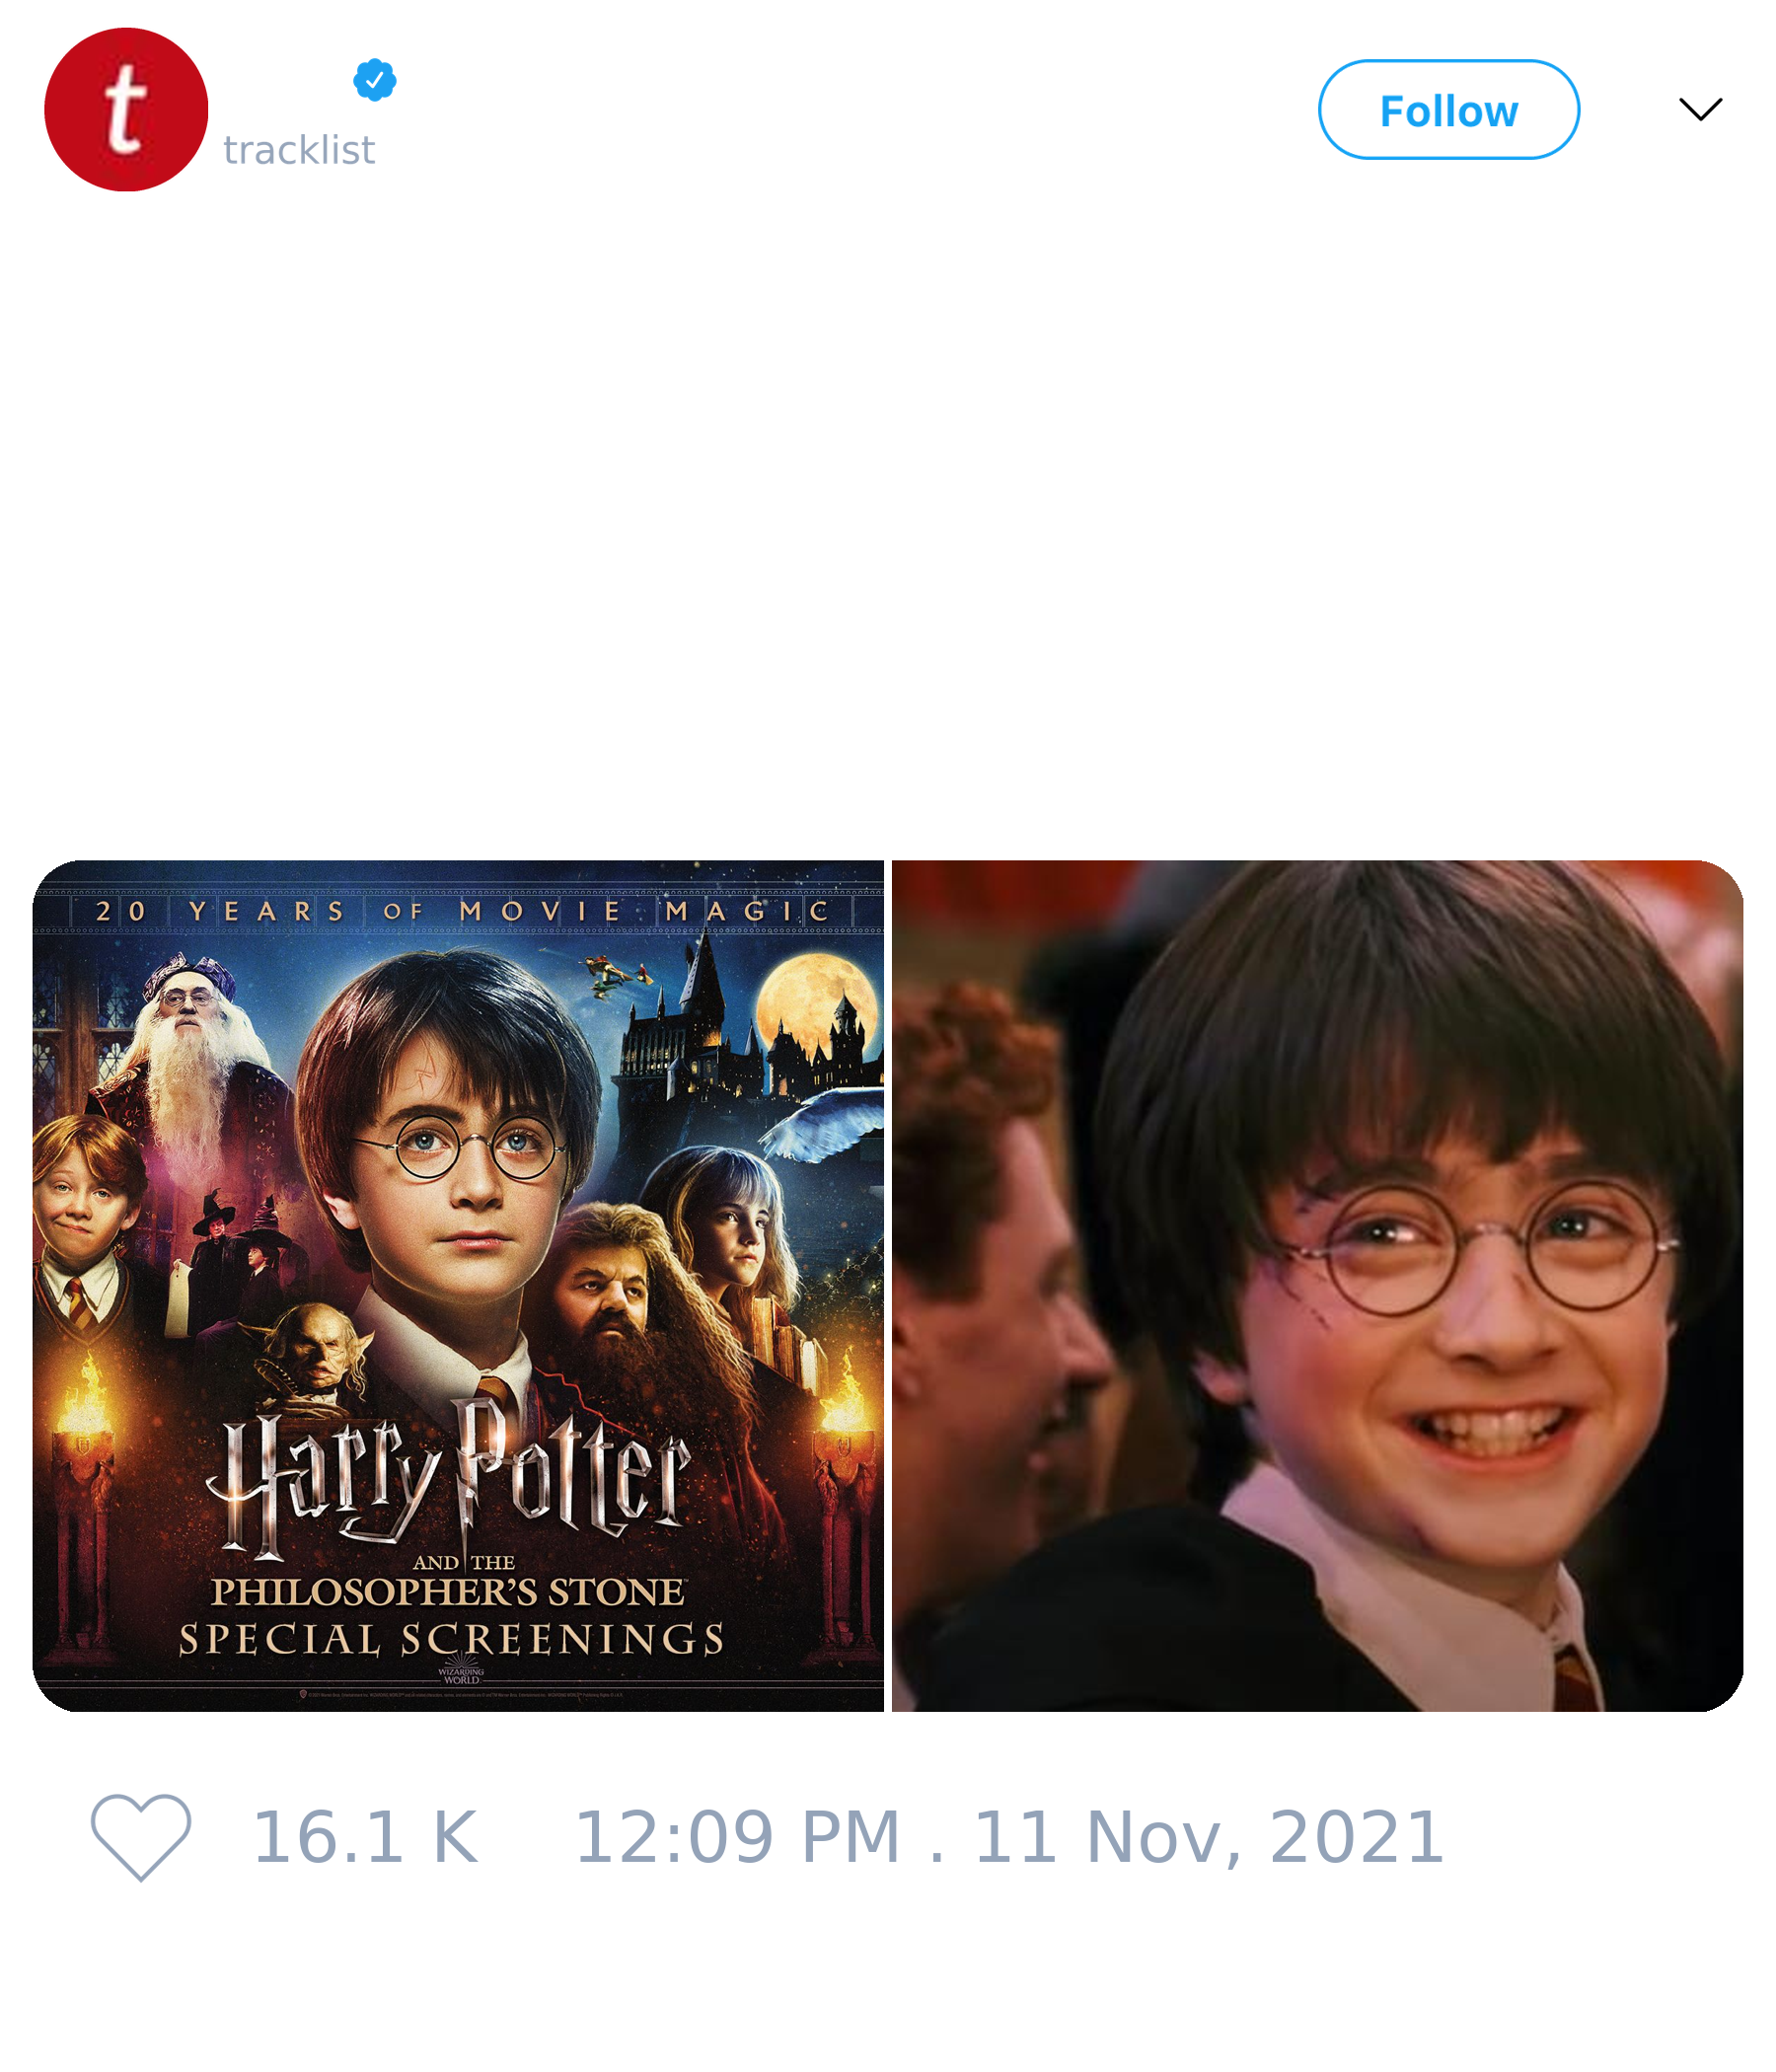 t
tracklist
Follow
20 YEARS OF MOVIE MAGIC
Harry Potter
AND THE
PHILOSOPHER'S STONE
SPECIAL SCREENINGS
WIZARDING
WORLD
16.1 K 12:09 PM . 11 Nov, 2021